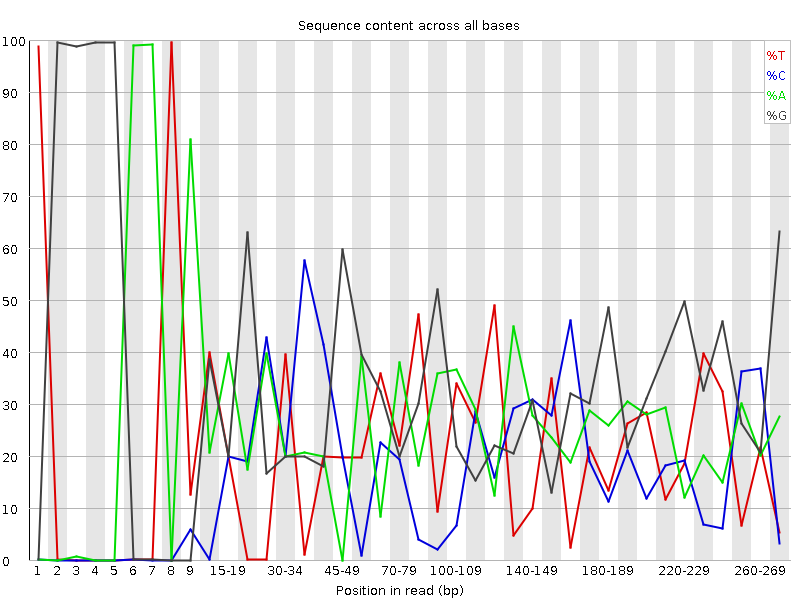 Sequence content across all bases
%T
%C
%A
%G
100
90
80
70
60
50
40
30
20
10
0
1 2 3 4 5 6 7 8 9 15-19 30-34 45-49 70-79 100-109 140-149 180-189 220-229 260-269
Position in read (bp)